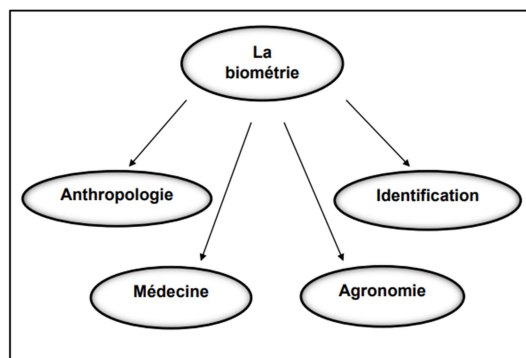 La
biométrie
Anthropologie
Identification
Médecine
Agronomie